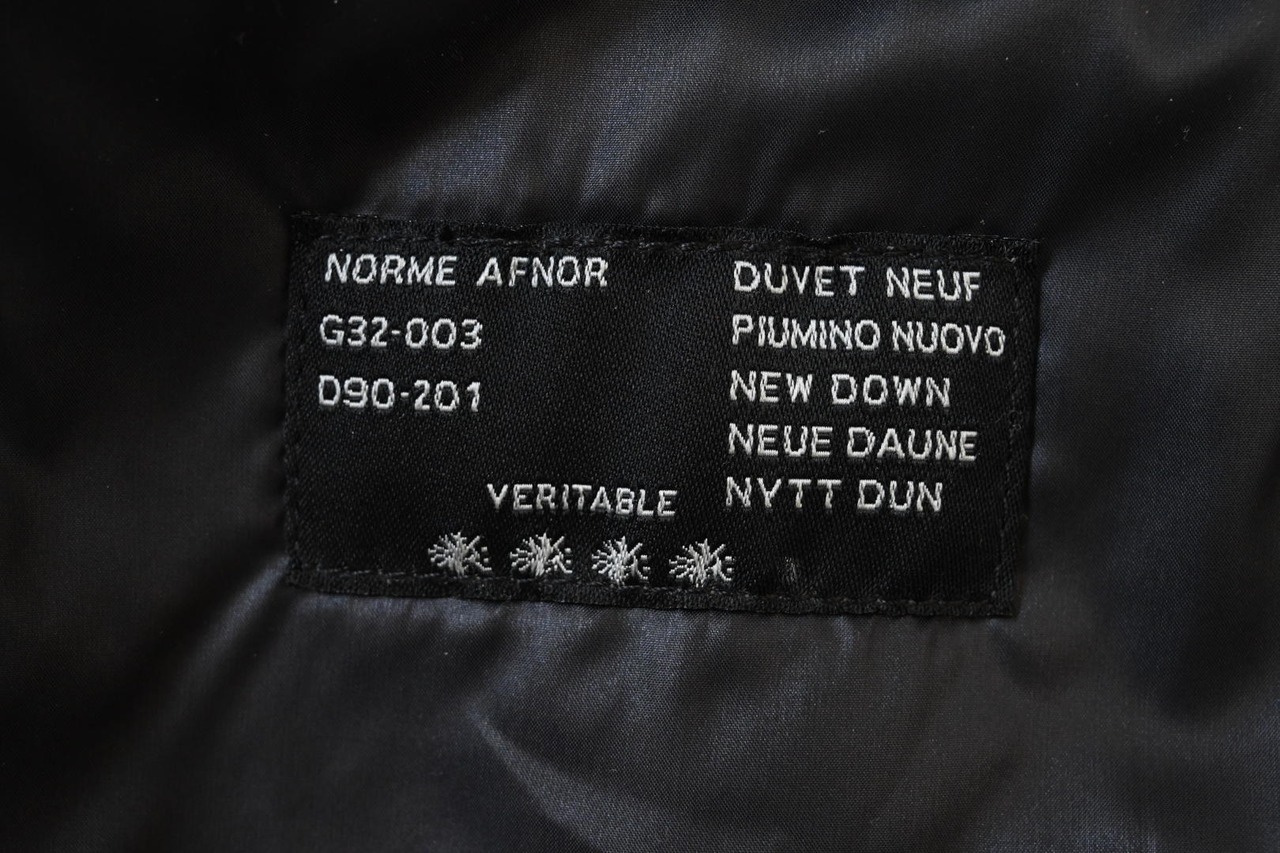 NORME AFNOR
G32-003
D90-201
VERITABLE
DUVET NEUF
PIUMINO NUOVO
NEW DOWN
NEUE DAUNE
NYTT DUN